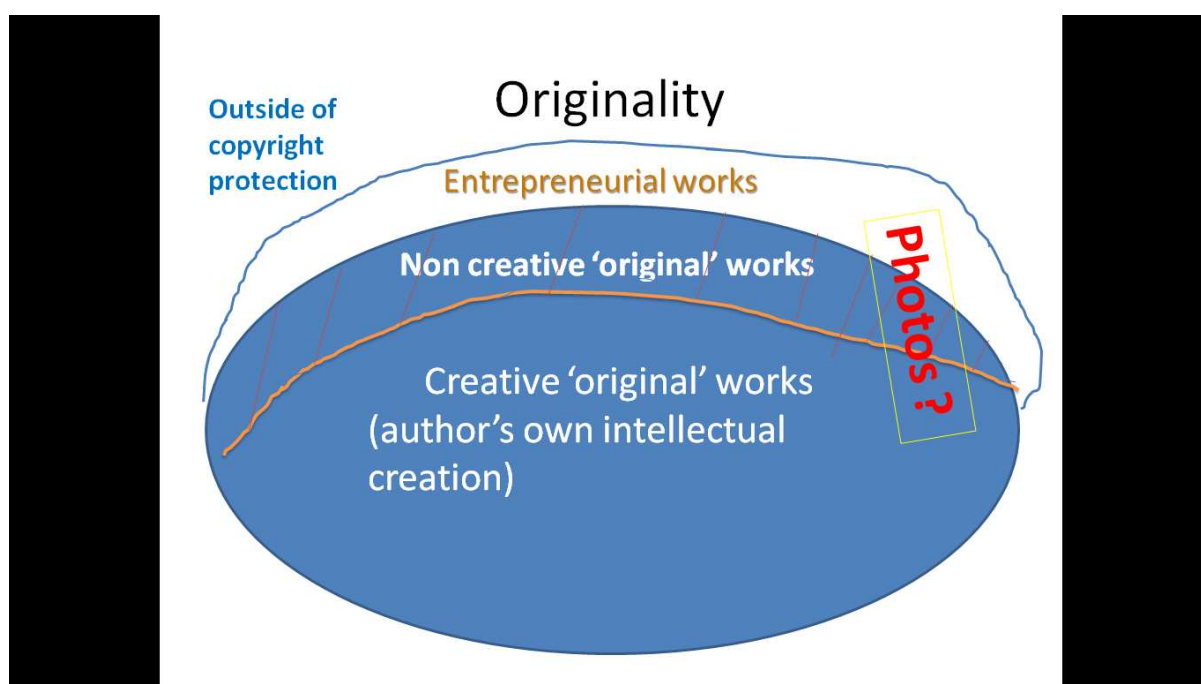 Originality
Outside of
copyright
protection
Entrepreneurial works
Non creative ‘original’ works
Creative ‘original’ works
(author’s own intellectual
creation)
Photos ?